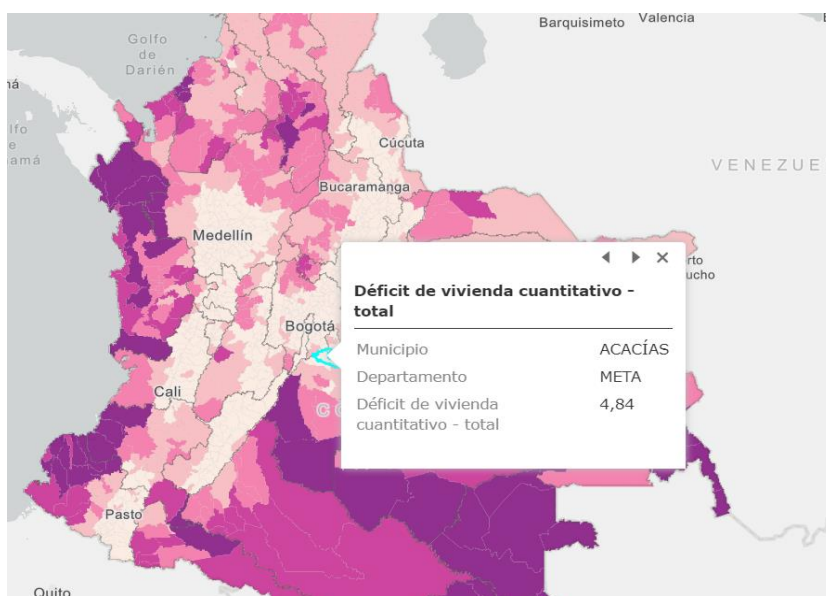 Barquisimeto
Valencia
Golfo
de
Darién
Cúcuta
VENEZUE
Bucaramanga
Medellín
Déficit de vivienda cuantitativo -
total
Bogotá
Municipio ACACÍAS
Departamento META
Déficit de vivienda 4,84
cuantitativo - total
Cali
Pasto
Quito